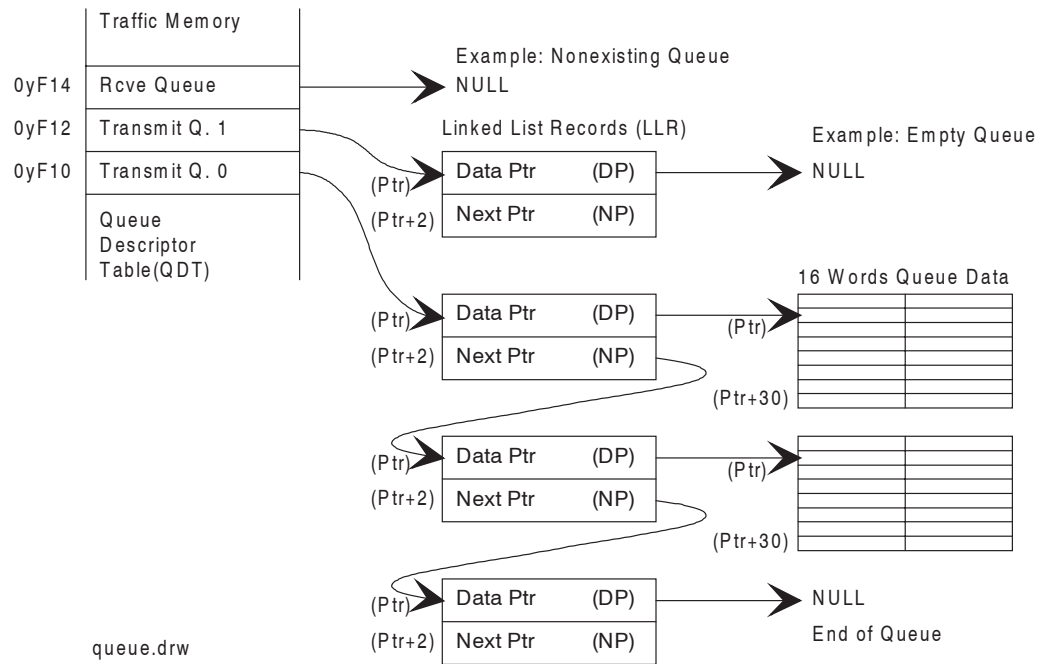 Traffic Memory
Example: Nonexisting Queue
0yF14 Rcve Queue NULL
0yF12 Transmit Q. 1 Linked List Records (LLR) Example: Empty Queue
0yF10 Transmit Q. 0 (Ptr) Data Ptr (DP) NULL
(Ptr+2) Next Ptr (NP)
Queue
Descriptor
Table(QDT)
16 Words Queue Data
(Ptr) Data Ptr (DP) (Ptr)
(Ptr+2) Next Ptr (NP)
(Ptr+30)
(Ptr) Data Ptr (DP) (Ptr)
(Ptr+2) Next Ptr (NP)
(Ptr+30)
(Ptr) Data Ptr (DP) NULL
(Ptr+2) Next Ptr (NP) End of Queue
queue.drw